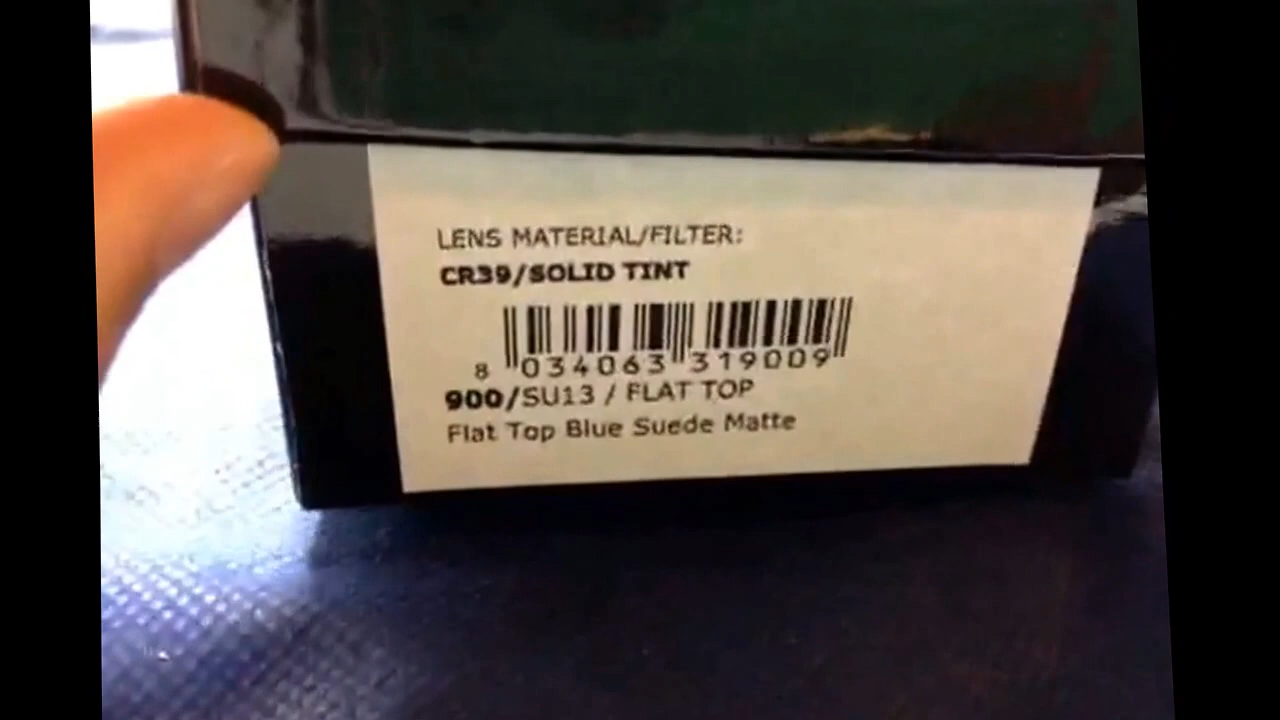 LENS MATERIAL/FILTER:
CR39/SOLID TINT
8 034063 319009
900/SU13 / FLAT TOP
Flat Top Blue Suede Matte